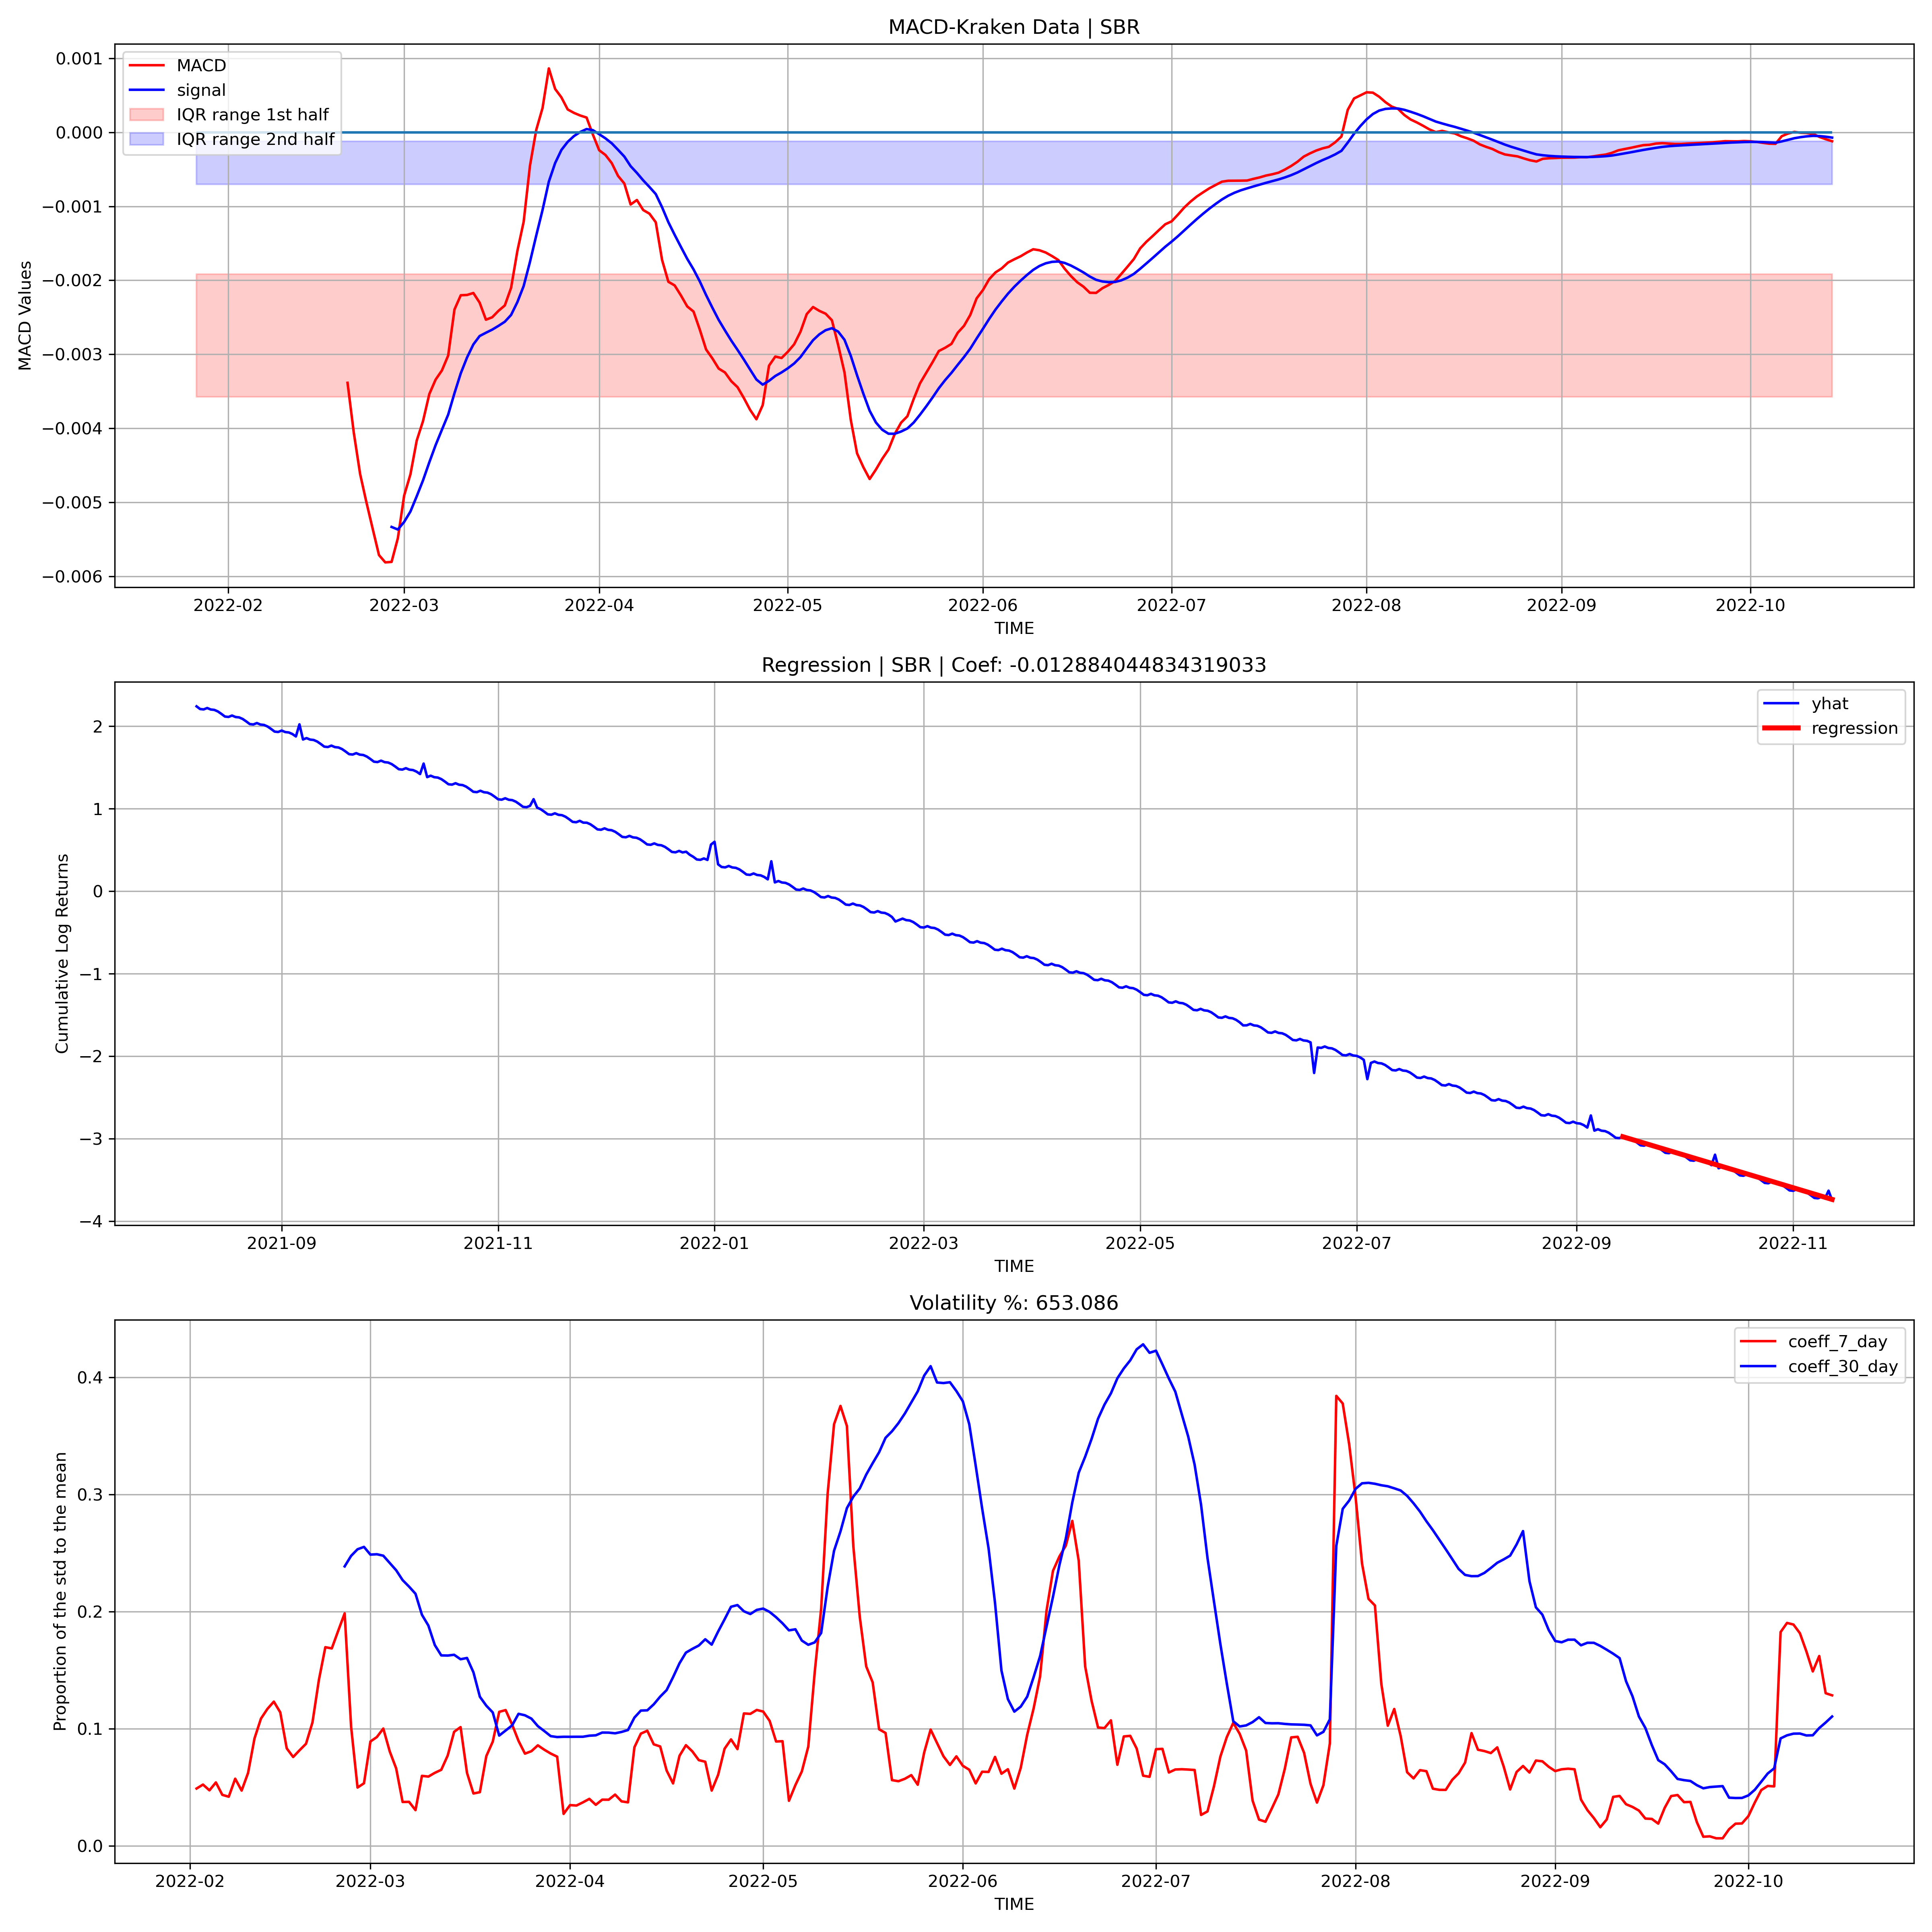 MACD-Kraken Data | SBR
MACD
signal
IQR range 1st half
IQR range 2nd half
0.001
0.000
−0.001
−0.002
−0.003
−0.004
−0.005
−0.006
MACD Values
2022-02 2022-03 2022-04 2022-05 2022-06 2022-07 2022-08 2022-09 2022-10
TIME
Regression | SBR | Coef: -0.012884044834319033
yhat
regression
2
1
0
−1
−2
−3
−4
Cumulative Log Returns
2021-09 2021-11 2022-01 2022-03 2022-05 2022-07 2022-09 2022-11
TIME
Volatility %: 653.086
coeff_7_day
coeff_30_day
0.4
0.3
0.2
0.1
0.0
Proportion of the std to the mean
2022-02 2022-03 2022-04 2022-05 2022-06 2022-07 2022-08 2022-09 2022-10
TIME